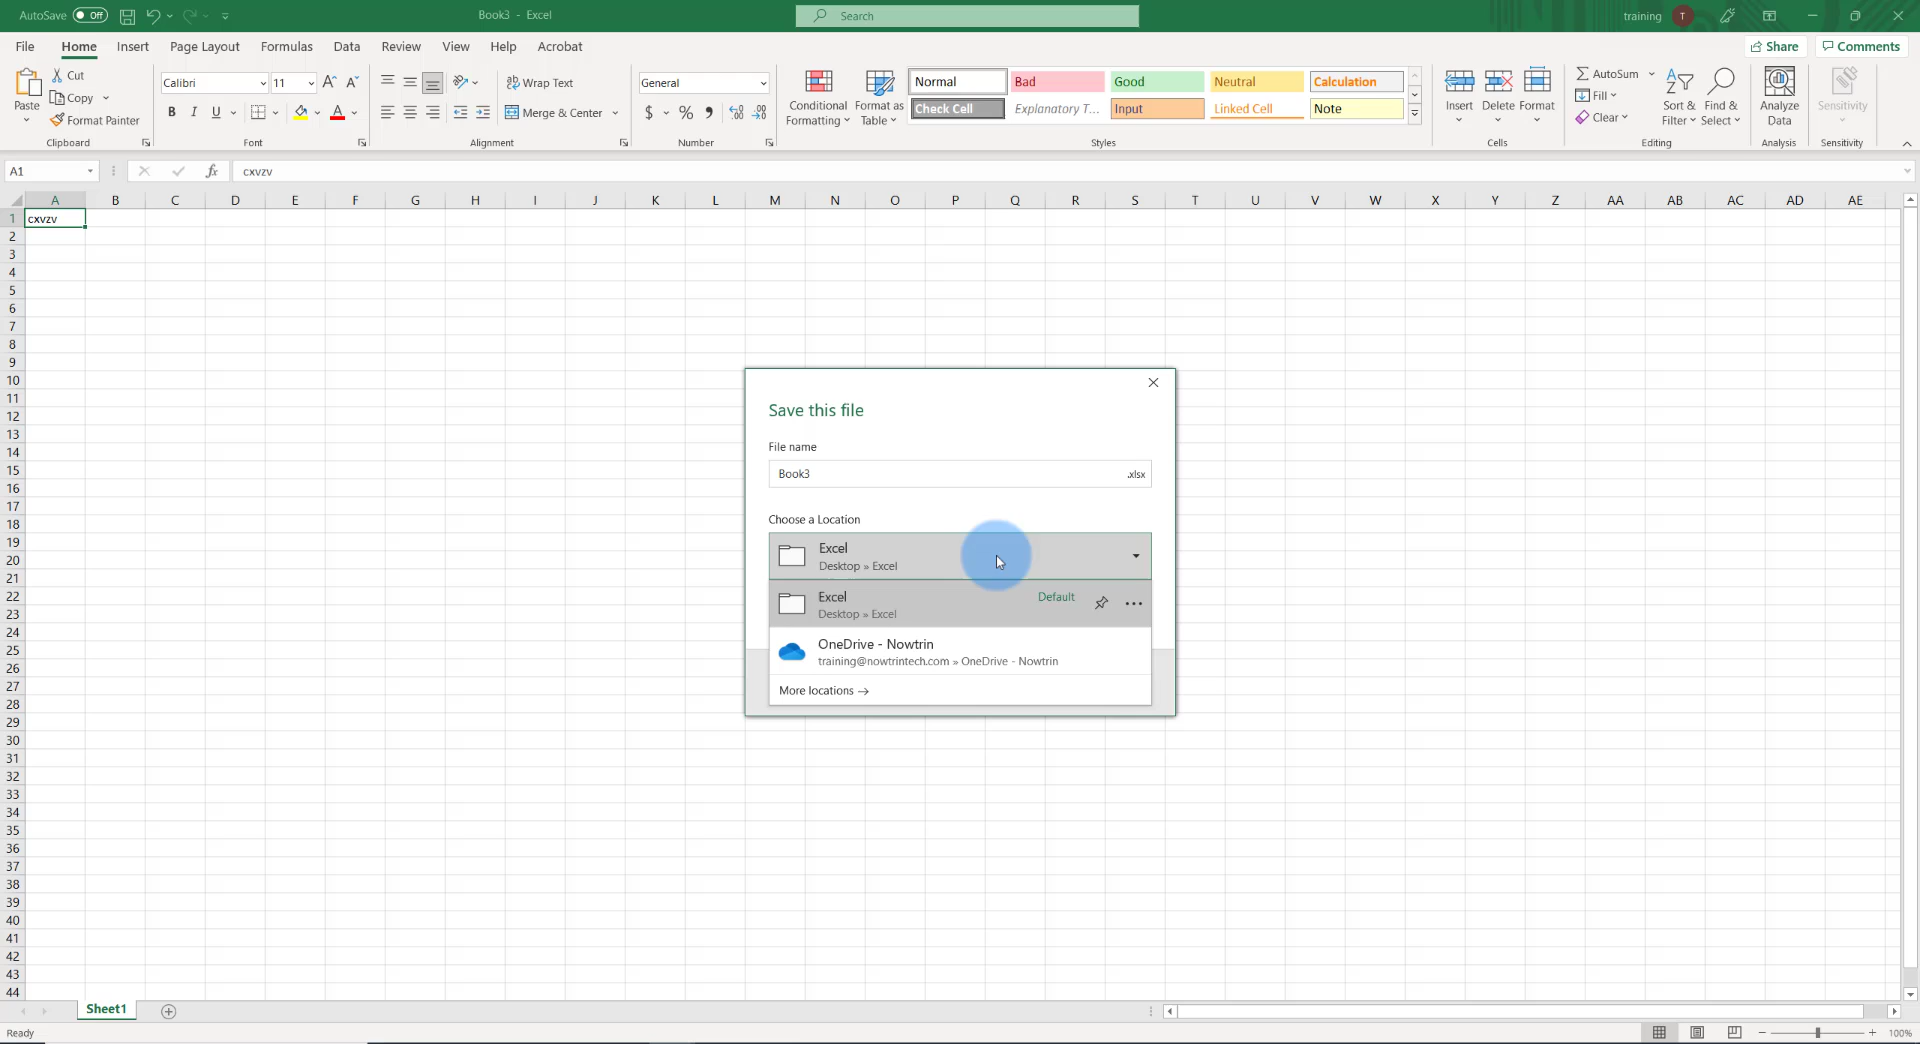 AutoSave Off Book3 - Excel Search training T
File Home Insert Page Layout Formulas Data Review View Help Acrobat Share Comments
Paste Cut Copy Format Painter
Calibri 11
B I U A
Wrap Text
Merge & Center
General
$ % 9
Conditional Formatting
Format as Table
Normal Bad Good Neutral Calculation
Check Cell Explanatory T... Input Linked Cell Note
Insert Delete Format
AutoSum
Fill
Clear
Sort & Filter
Find & Select
Analyze Data
Sensitivity
Clipboard Font Alignment Number Styles Cells Editing Analysis Sensitivity
A1 fx cxvzv
A B C D E F G H I J K L M N O P Q R S T U V W X Y Z AA AB AC AD AE
1 cxvzv
2
3
4
5
6
7
8
9
10
11
12
13
14
15
16
17
18
19
20
21
22
23
24
25
26
27
28
29
30
31
32
33
34
35
36
37
38
39
40
41
42
43
44
Save this file
File name
Book3 .xlsx
Choose a Location
Excel
Desktop » Excel
Excel Default
Desktop » Excel
OneDrive - Nowtrin
training@nowtrintech.com » OneDrive - Nowtrin
More locations →
Sheet1
Ready 100%